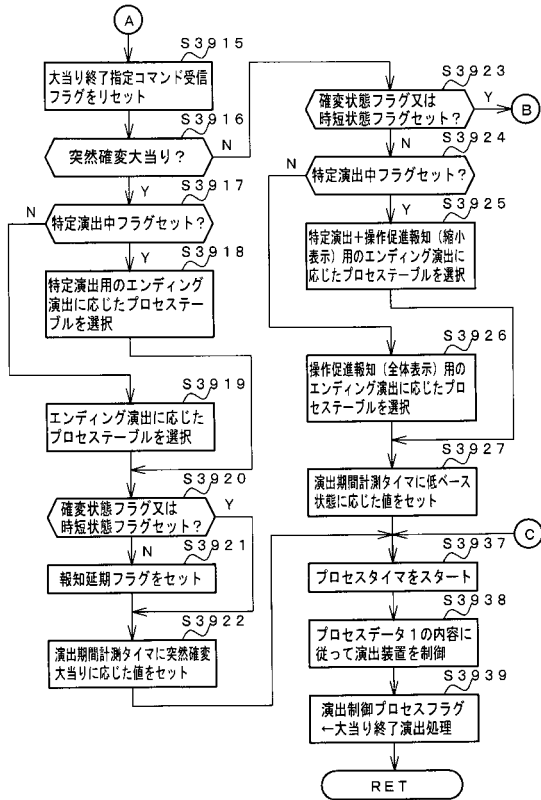 A
S3915
大当り終了指定コマンド受信
フラグをリセット
S3916
突然確変大当り?
N
Y
S3917
N
特定演出中フラグセット?
Y
S3918
特定演出用のエンディング
演出に応じたプロセステー
ブルを選択
S3919
エンディング演出に応じた
プロセステーブルを選択
S3920
確変状態フラグ又は
時短状態フラグセット?
Y
N
S3921
報知延期フラグをセット
S3922
演出期間計測タイマに突然確変
大当りに応じた値をセット
S3923
確変状態フラグ又は
時短状態フラグセット?
Y
B
N
S3924
N
特定演出中フラグセット?
Y
S3925
特定演出+操作促進報知(縮小
表示)用のエンディング演出に
応じたプロセステーブルを選択
S3926
操作促進報知(全体表示)用の
エンディング演出に応じたプロ
セステーブルを選択
S3927
演出期間計測タイマに低ベース
状態に応じた値をセット
C
S3937
プロセスタイマをスタート
S3938
プロセスデータ1の内容に
従って演出装置を制御
S3939
演出制御プロセスフラグ
←大当り終了演出処理
RET